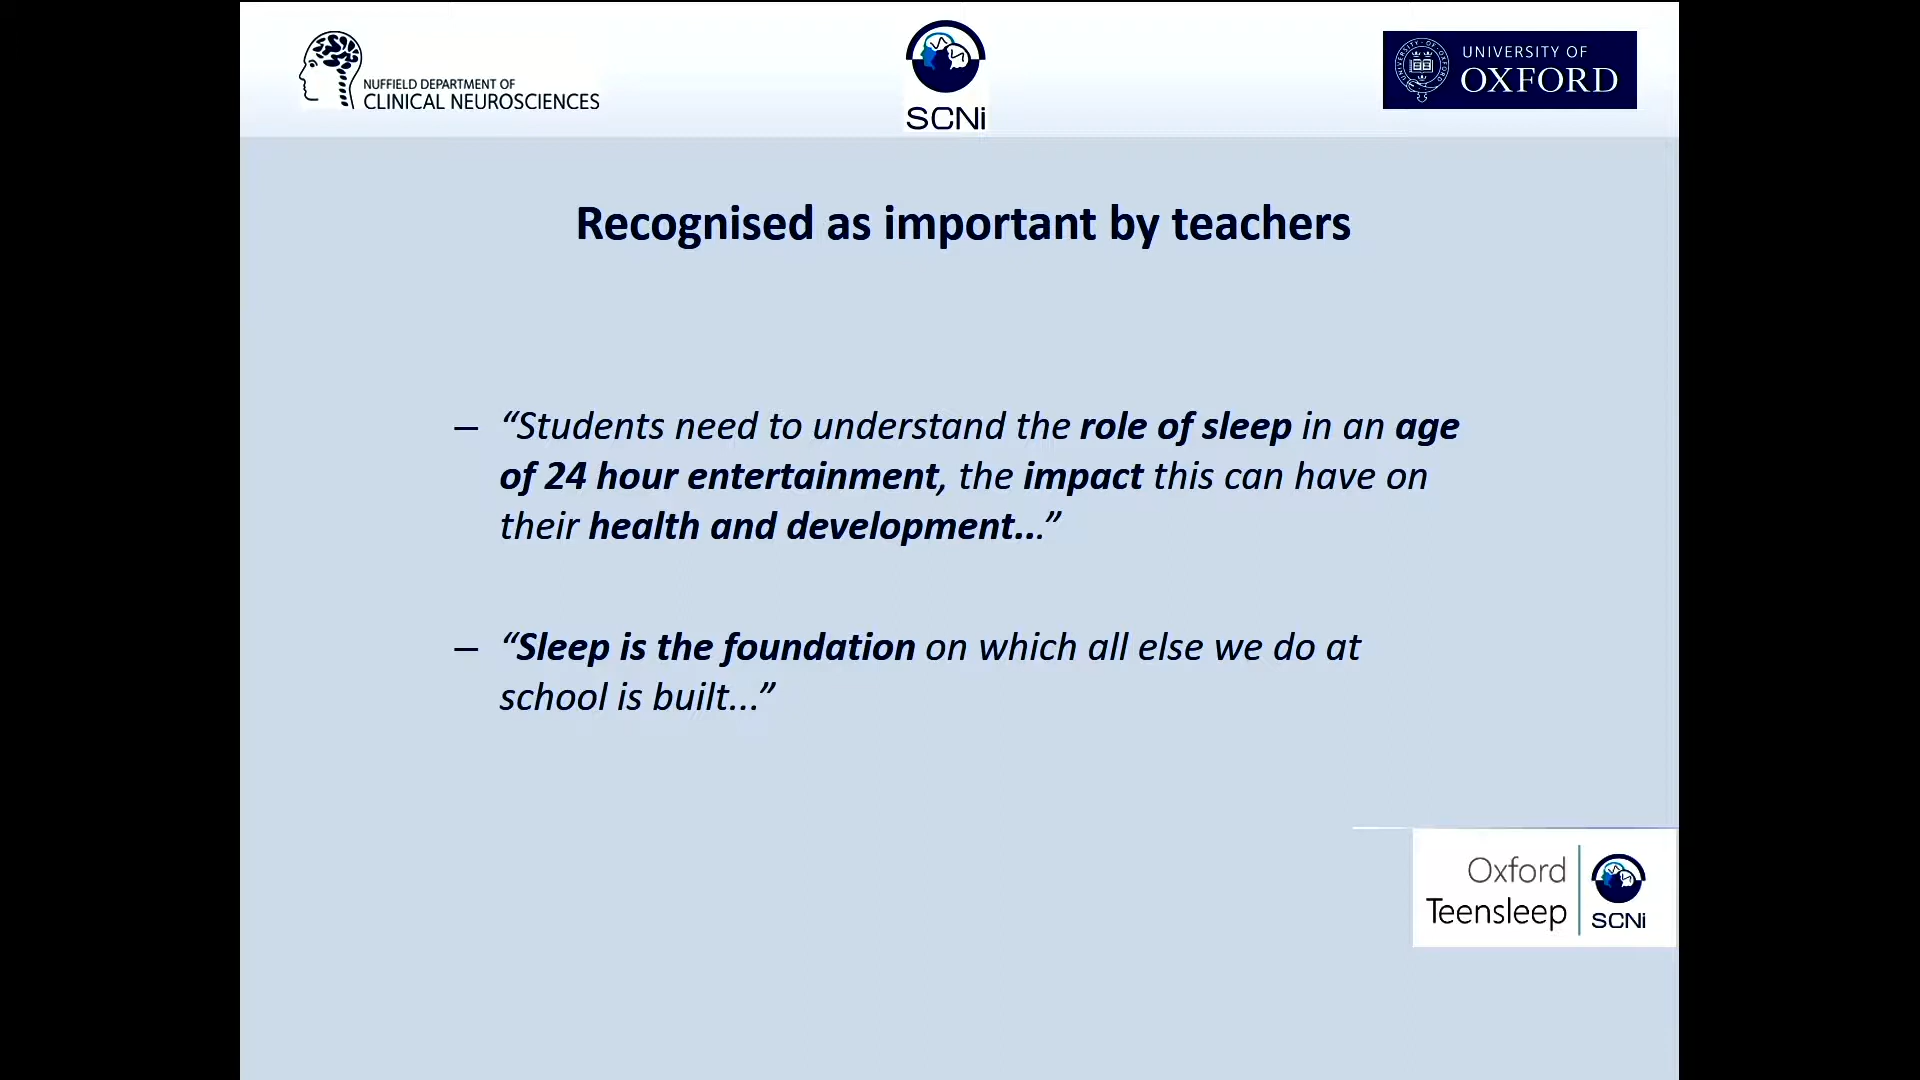 NUFFIELD DEPARTMENT OF
CLINICAL NEUROSCIENCES
SCNi
UNIVERSITY OF
OXFORD
Recognised as important by teachers
– “Students need to understand the role of sleep in an age
of 24 hour entertainment, the impact this can have on
their health and development...”
– “Sleep is the foundation on which all else we do at
school is built...”
Oxford
Teensleep
SCNi